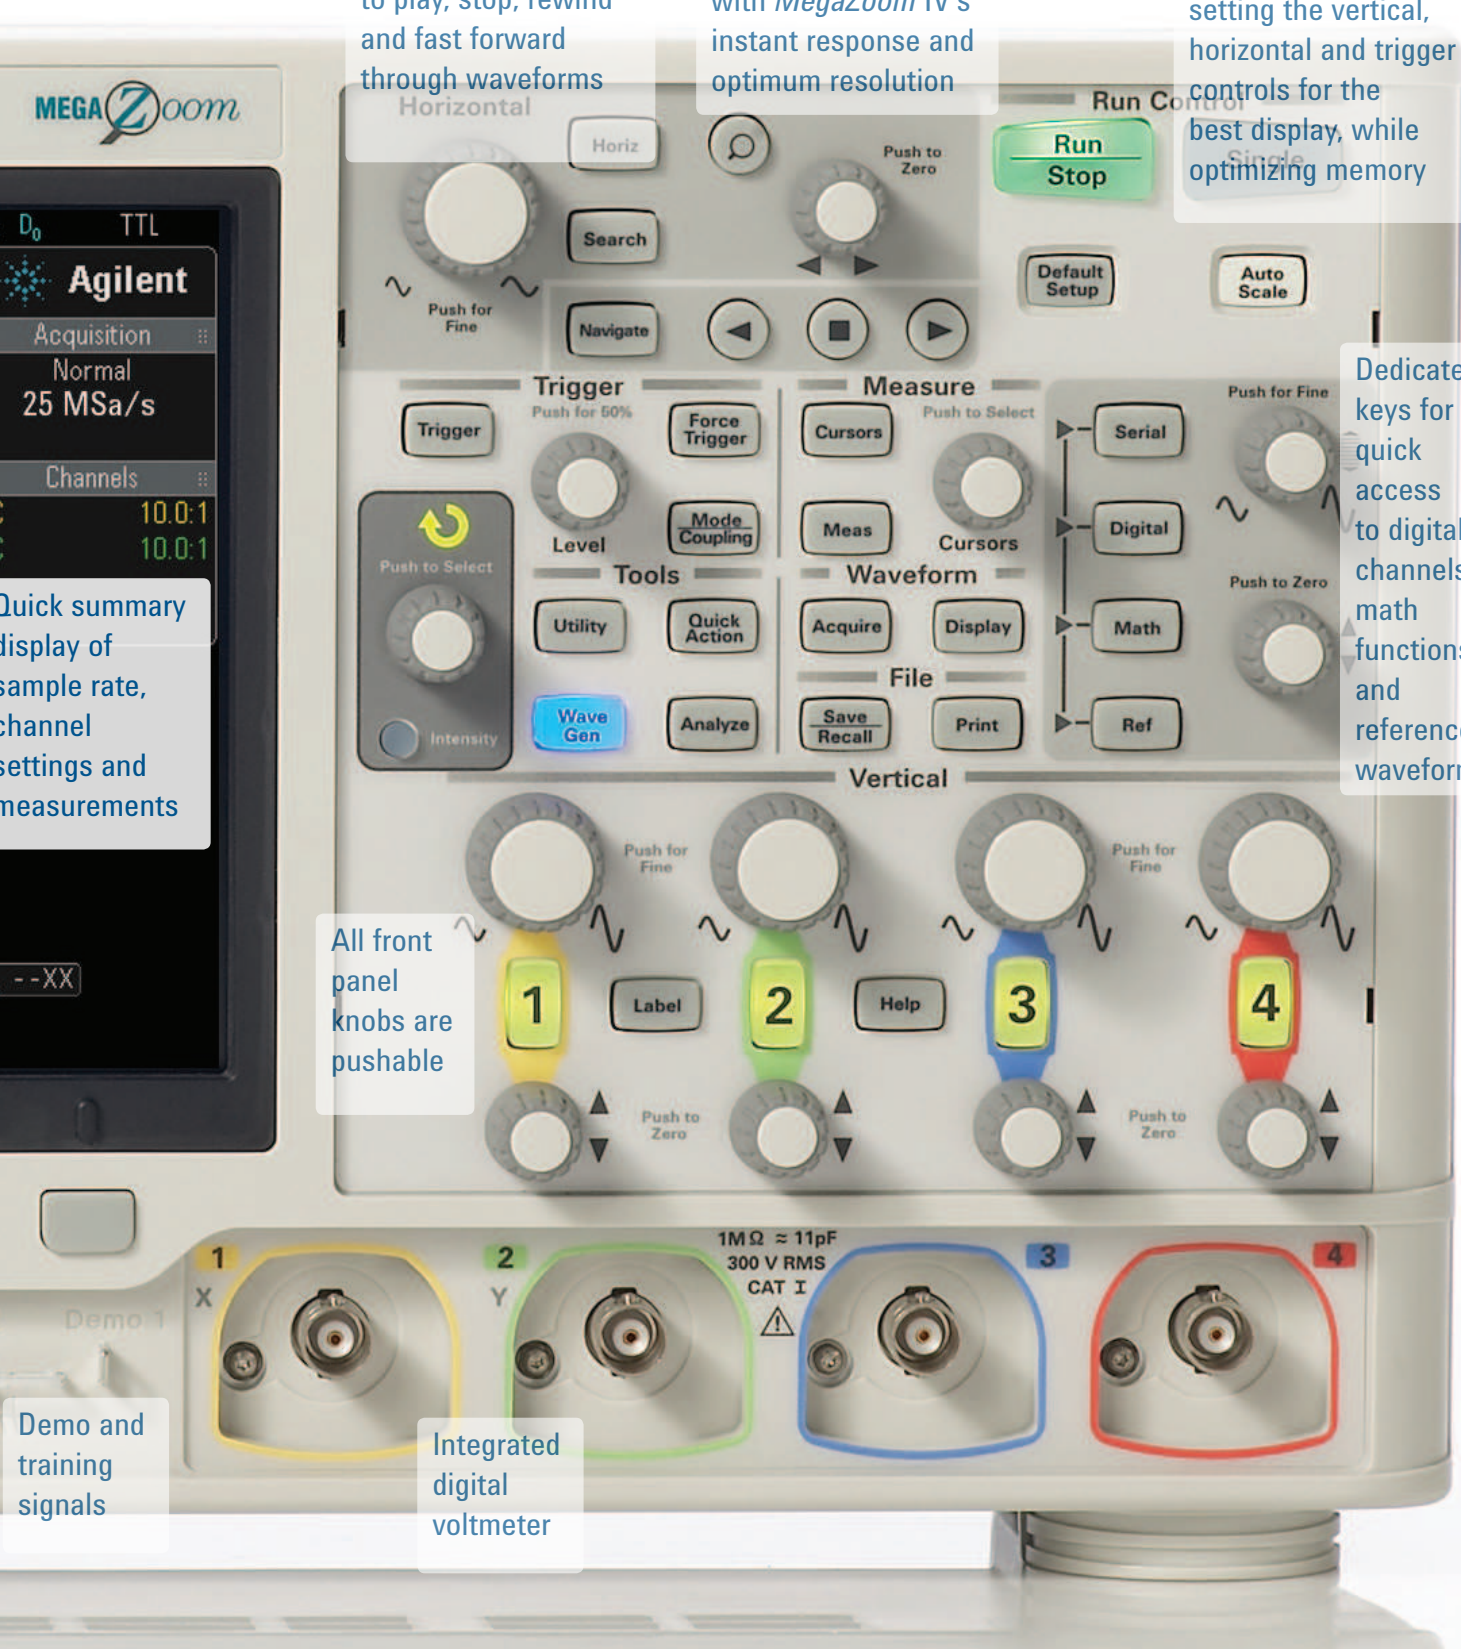 to play, stop, rewind
and fast forward
through waveforms
with MegaZoom IV's
instant response and
optimum resolution
setting the vertical,
horizontal and trigger
controls for the
best display, while
optimizing memory
MEGA Zoom
Horizontal
Horiz
Push to
Zero
Run Control
Run
Stop
Single
Search
Default
Setup
Auto
Scale
Push for
Fine
Navigate
D0 TTL
Agilent
Acquisition
Normal
25 MSa/s
Channels
10.0:1
10.0:1
Quick summary
display of
sample rate,
channel
settings and
measurements
--XX
Trigger
Push for 50%
Trigger
Force
Trigger
Level
Mode
Coupling
Measure
Push to Select
Cursors
Meas
Cursors
Serial
Digital
Math
Ref
Push for Fine
Push to Zero
Dedicate
keys for
quick
access
to digital
channels
math
functions
and
reference
waveform
Push to Select
Intensity
Tools
Utility
Quick
Action
Wave
Gen
Analyze
Waveform
Acquire
Display
File
Save
Recall
Print
Vertical
Push for
Fine
Push for
Fine
All front
panel
knobs are
pushable
1
Label
2
Help
3
4
Push to
Zero
Push to
Zero
1
X
2
Y
1MΩ ≈ 11pF
300 V RMS
CAT I
3
4
Demo 1
Demo and
training
signals
Integrated
digital
voltmeter